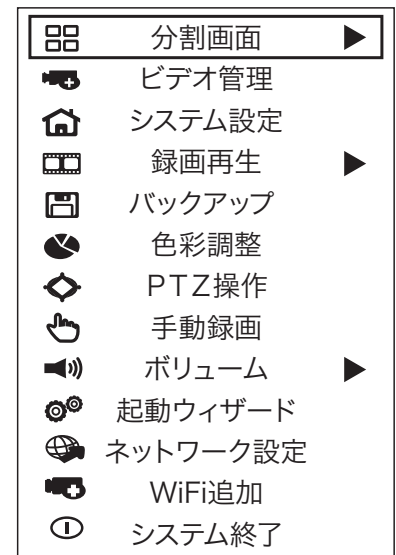 分割画面
ビデオ管理
システム設定
録画再生
バックアップ
色彩調整
PTZ操作
手動録画
ボリューム
起動ウィザード
ネットワーク設定
WiFi追加
システム終了